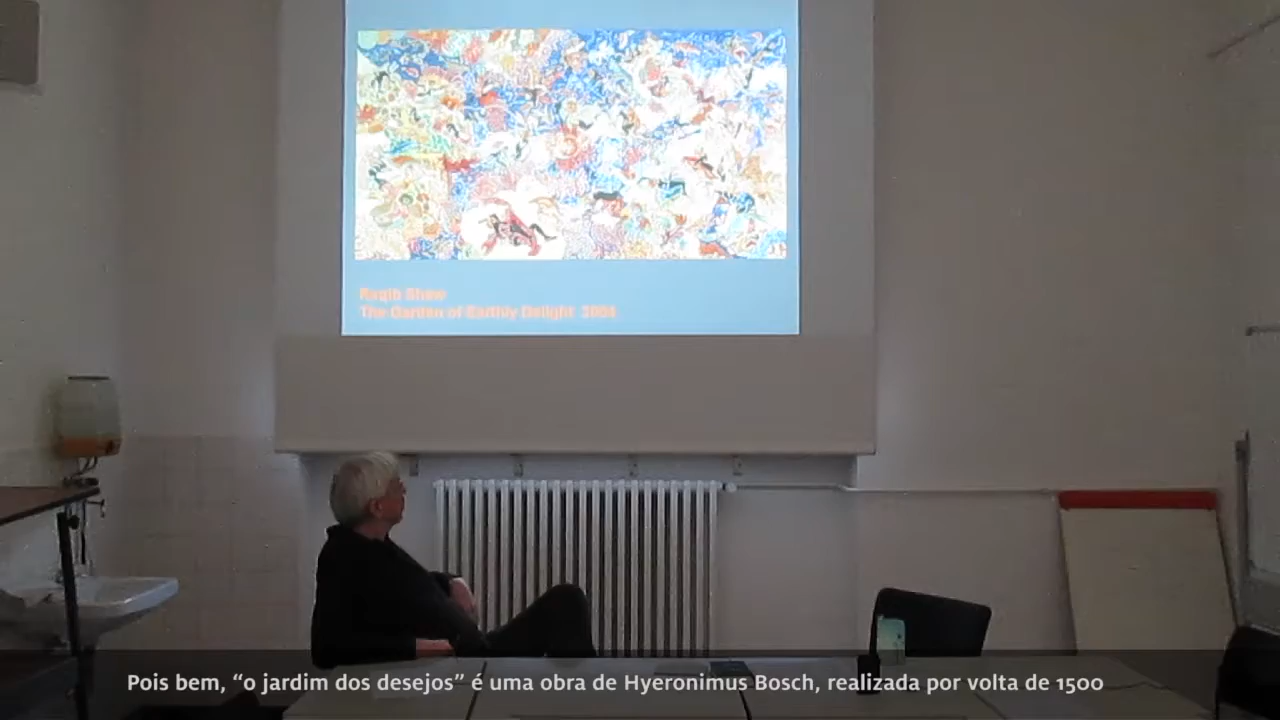 Raqib Shaw
The Garden of Earthly Delight 2004
Pois bem, “o jardim dos desejos” é uma obra de Hyeronimus Bosch, realizada por volta de 1500